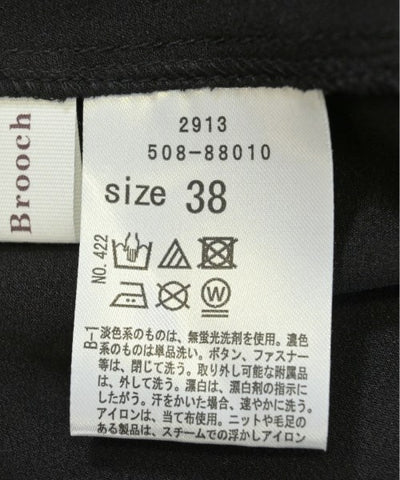 Brooch
2913
508-88010
size 38
NO.422
W
B-1
淡色系のものは、無蛍光洗剤を使用。濃色
系のものは単品洗い。ボタン、ファスナー
等は、閉じて洗う。取り外し可能な附属品
は、外して洗う。漂白は、漂白剤の指示に
したがう。汗をかいた場合、速やかに洗う。
アイロンは、当て布使用。ニットや毛足の
ある製品は、スチームでの浮かしアイロン